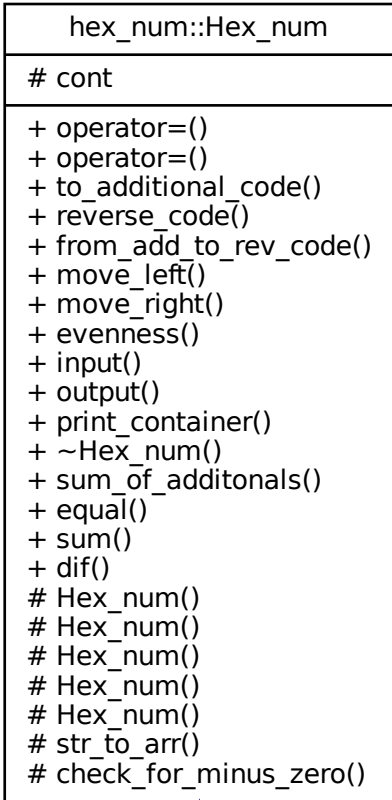 hex_num::Hex_num
# cont
+ operator=()
+ operator=()
+ to_additional_code()
+ reverse_code()
+ from_add_to_rev_code()
+ move_left()
+ move_right()
+ evenness()
+ input()
+ output()
+ print_container()
+ ~Hex_num()
+ sum_of_additonals()
+ equal()
+ sum()
+ dif()
# Hex_num()
# Hex_num()
# Hex_num()
# Hex_num()
# Hex_num()
# str_to_arr()
# check_for_minus_zero()